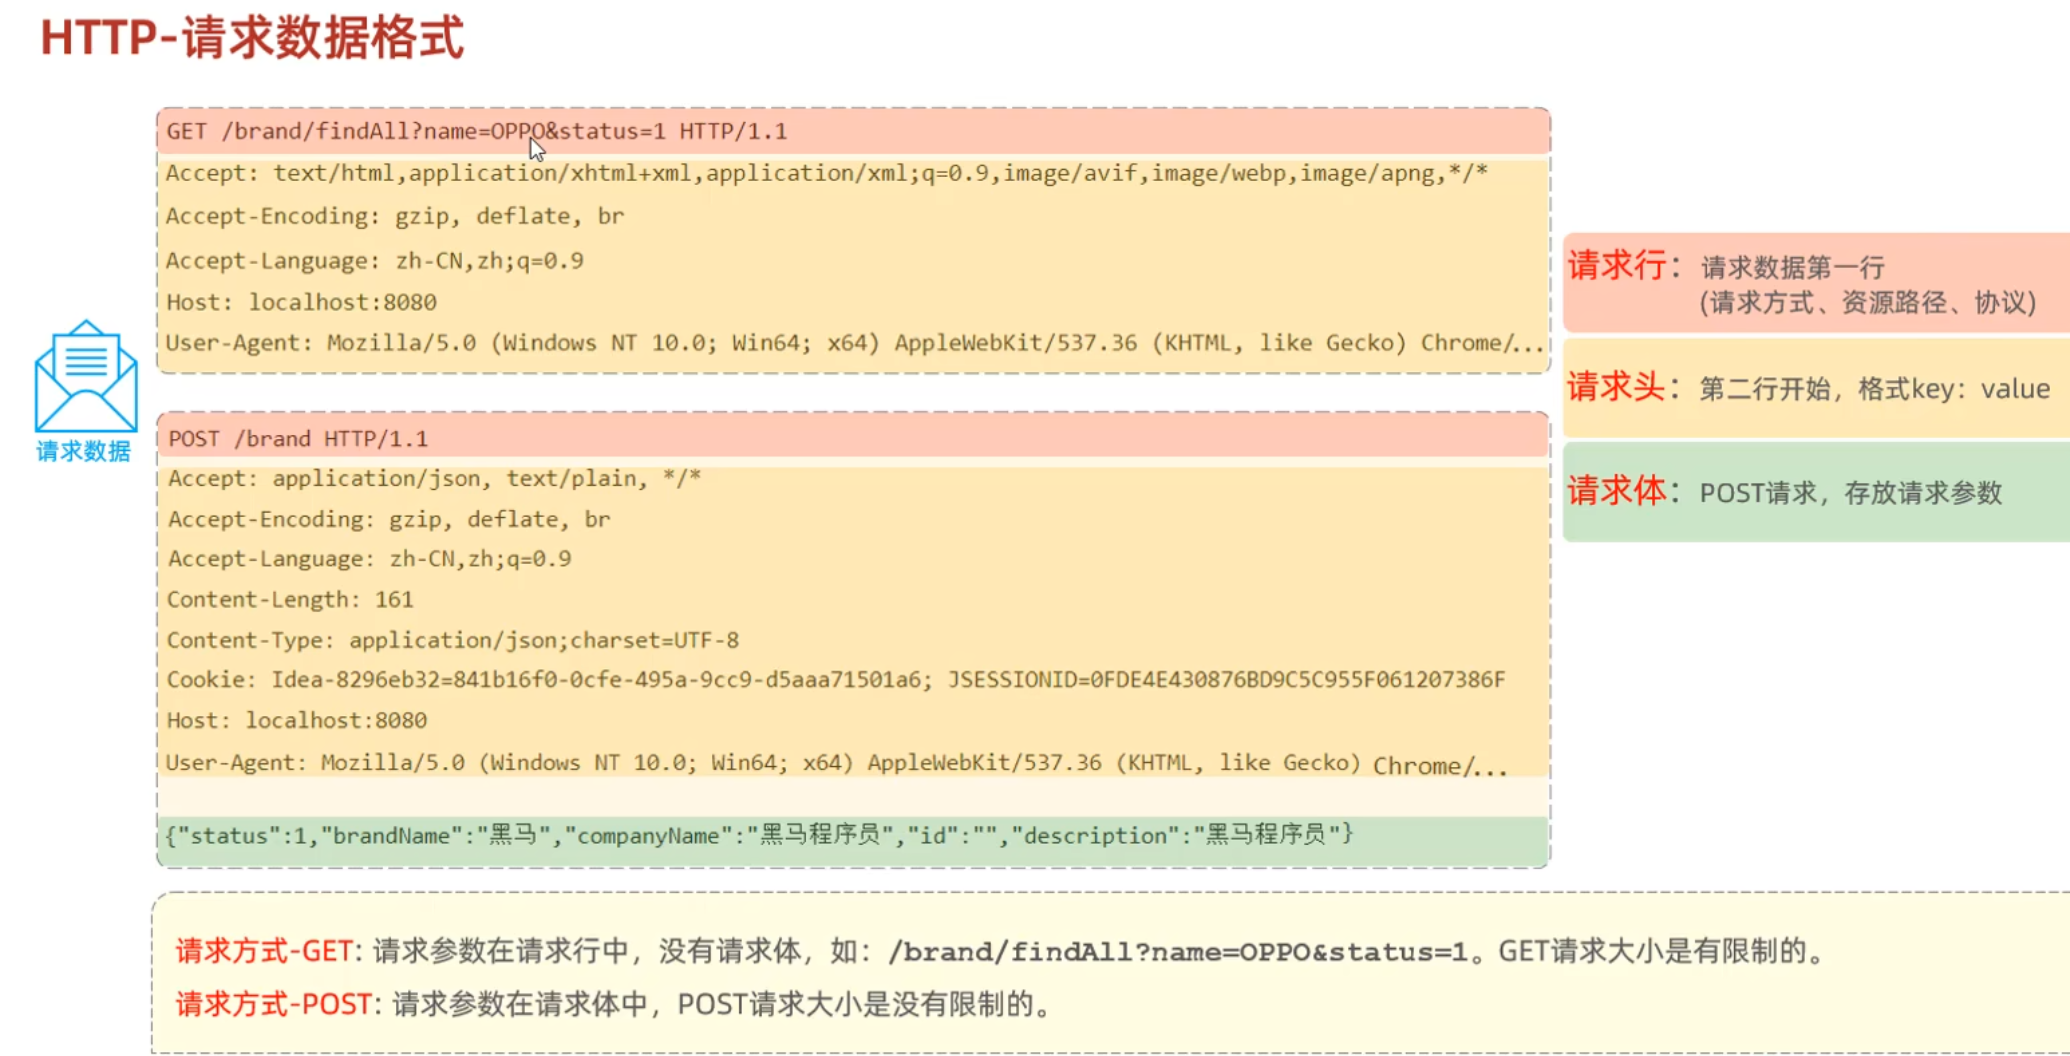 HTTP-请求数据格式
GET /brand/findAll?name=OPPO&status=1 HTTP/1.1
Accept: text/html,application/xhtml+xml,application/xml;q=0.9,image/avif,image/webp,image/apng,*/*
Accept-Encoding: gzip, deflate, br
Accept-Language: zh-CN,zh;q=0.9
Host: localhost:8080
User-Agent: Mozilla/5.0 (Windows NT 10.0; Win64; x64) AppleWebKit/537.36 (KHTML, like Gecko) Chrome/...
请求数据
POST /brand HTTP/1.1
Accept: application/json, text/plain, */*
Accept-Encoding: gzip, deflate, br
Accept-Language: zh-CN,zh;q=0.9
Content-Length: 161
Content-Type: application/json;charset=UTF-8
Cookie: Idea-8296eb32=841b16f0-0cfe-495a-9cc9-d5aaa71501a6; JSESSIONID=0FDE4E430876BD9C5C955F061207386F
Host: localhost:8080
User-Agent: Mozilla/5.0 (Windows NT 10.0; Win64; x64) AppleWebKit/537.36 (KHTML, like Gecko) Chrome/...
{"status":1,"brandName":"黑马","companyName":"黑马程序员","id":"","description":"黑马程序员"}
请求行：请求数据第一行
(请求方式、资源路径、协议)
请求头：第二行开始，格式key：value
请求体：POST请求，存放请求参数
请求方式-GET: 请求参数在请求行中，没有请求体，如：/brand/findAll?name=OPPO&status=1。GET请求大小是有限制的。
请求方式-POST: 请求参数在请求体中，POST请求大小是没有限制的。